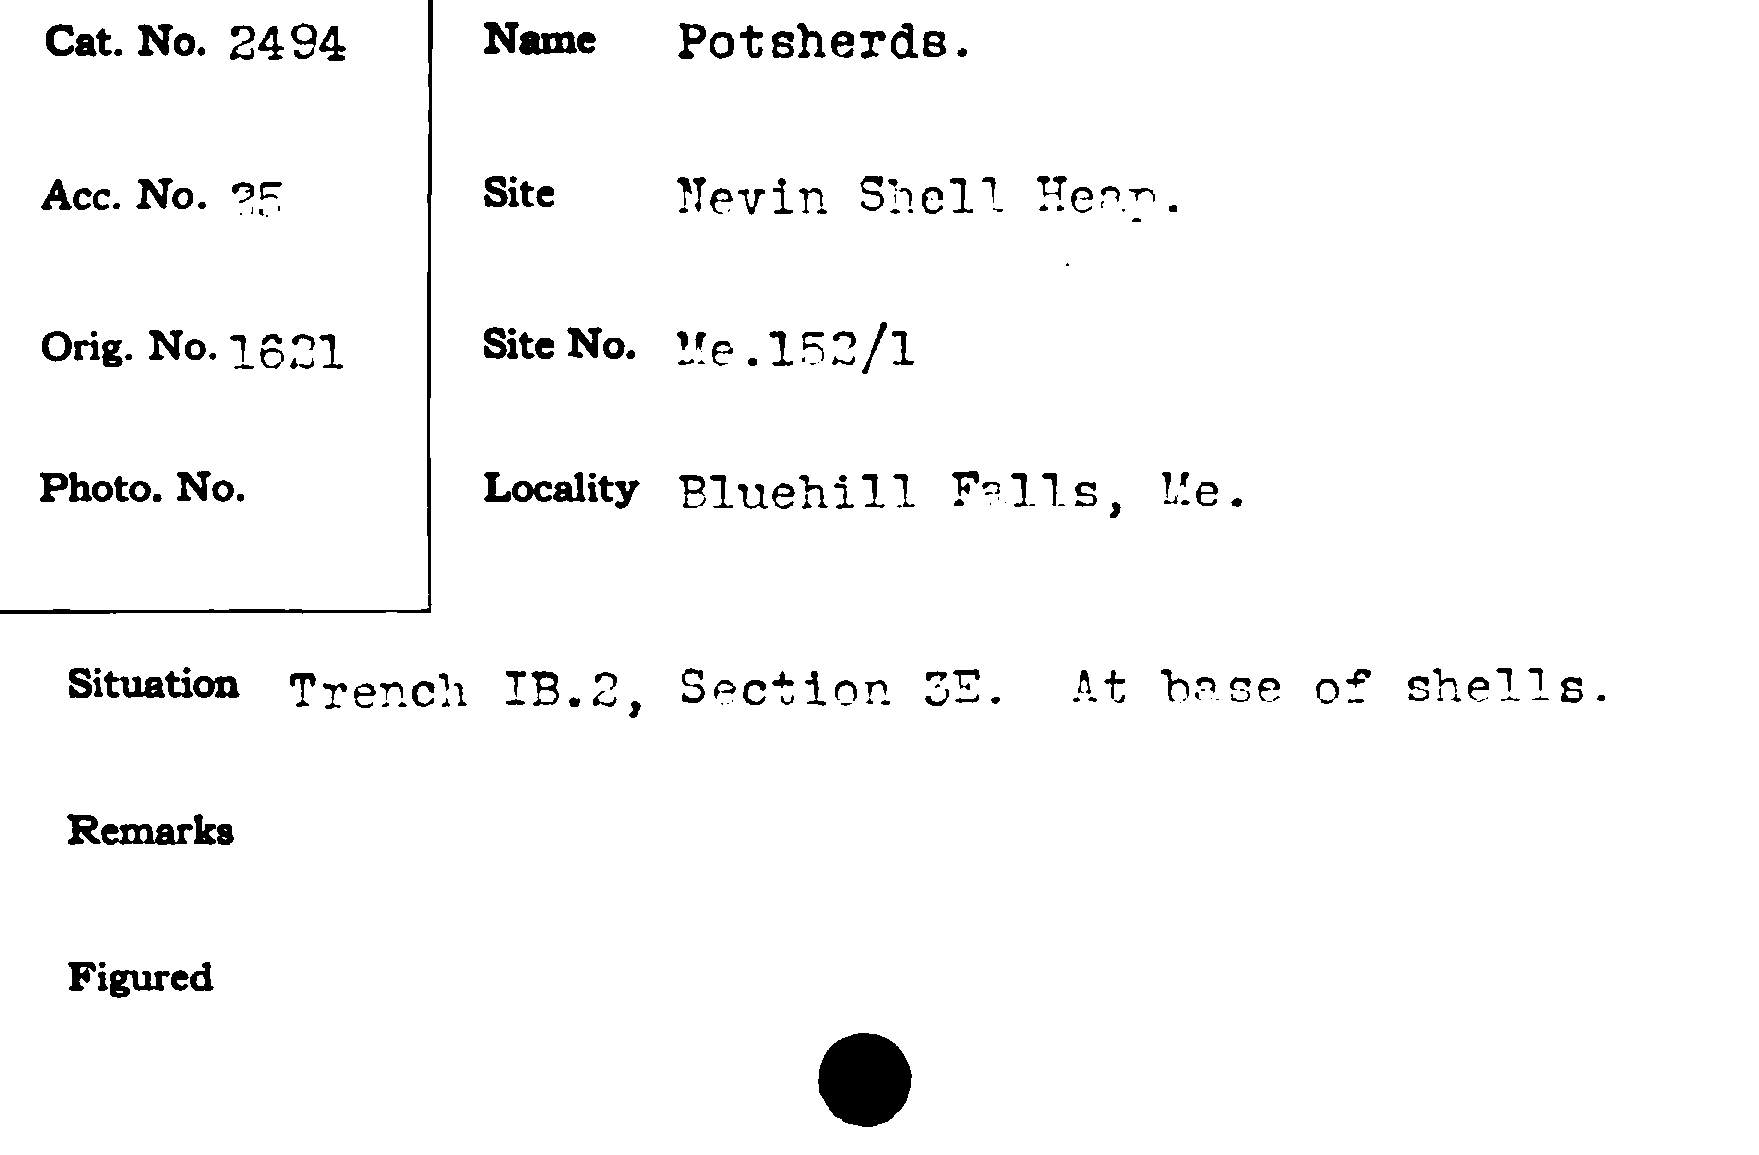 Cat. No. 2494
Name Potsherds.
Acc. No. 25
Site Nevin Shell Heap.
Orig. No. 1621
Site No. Me.152/1
Photo. No.
Locality Bluehill Falls, Me.
Situation Trench IB.2, Section 3E. At base of shells.
Remarks
Figured